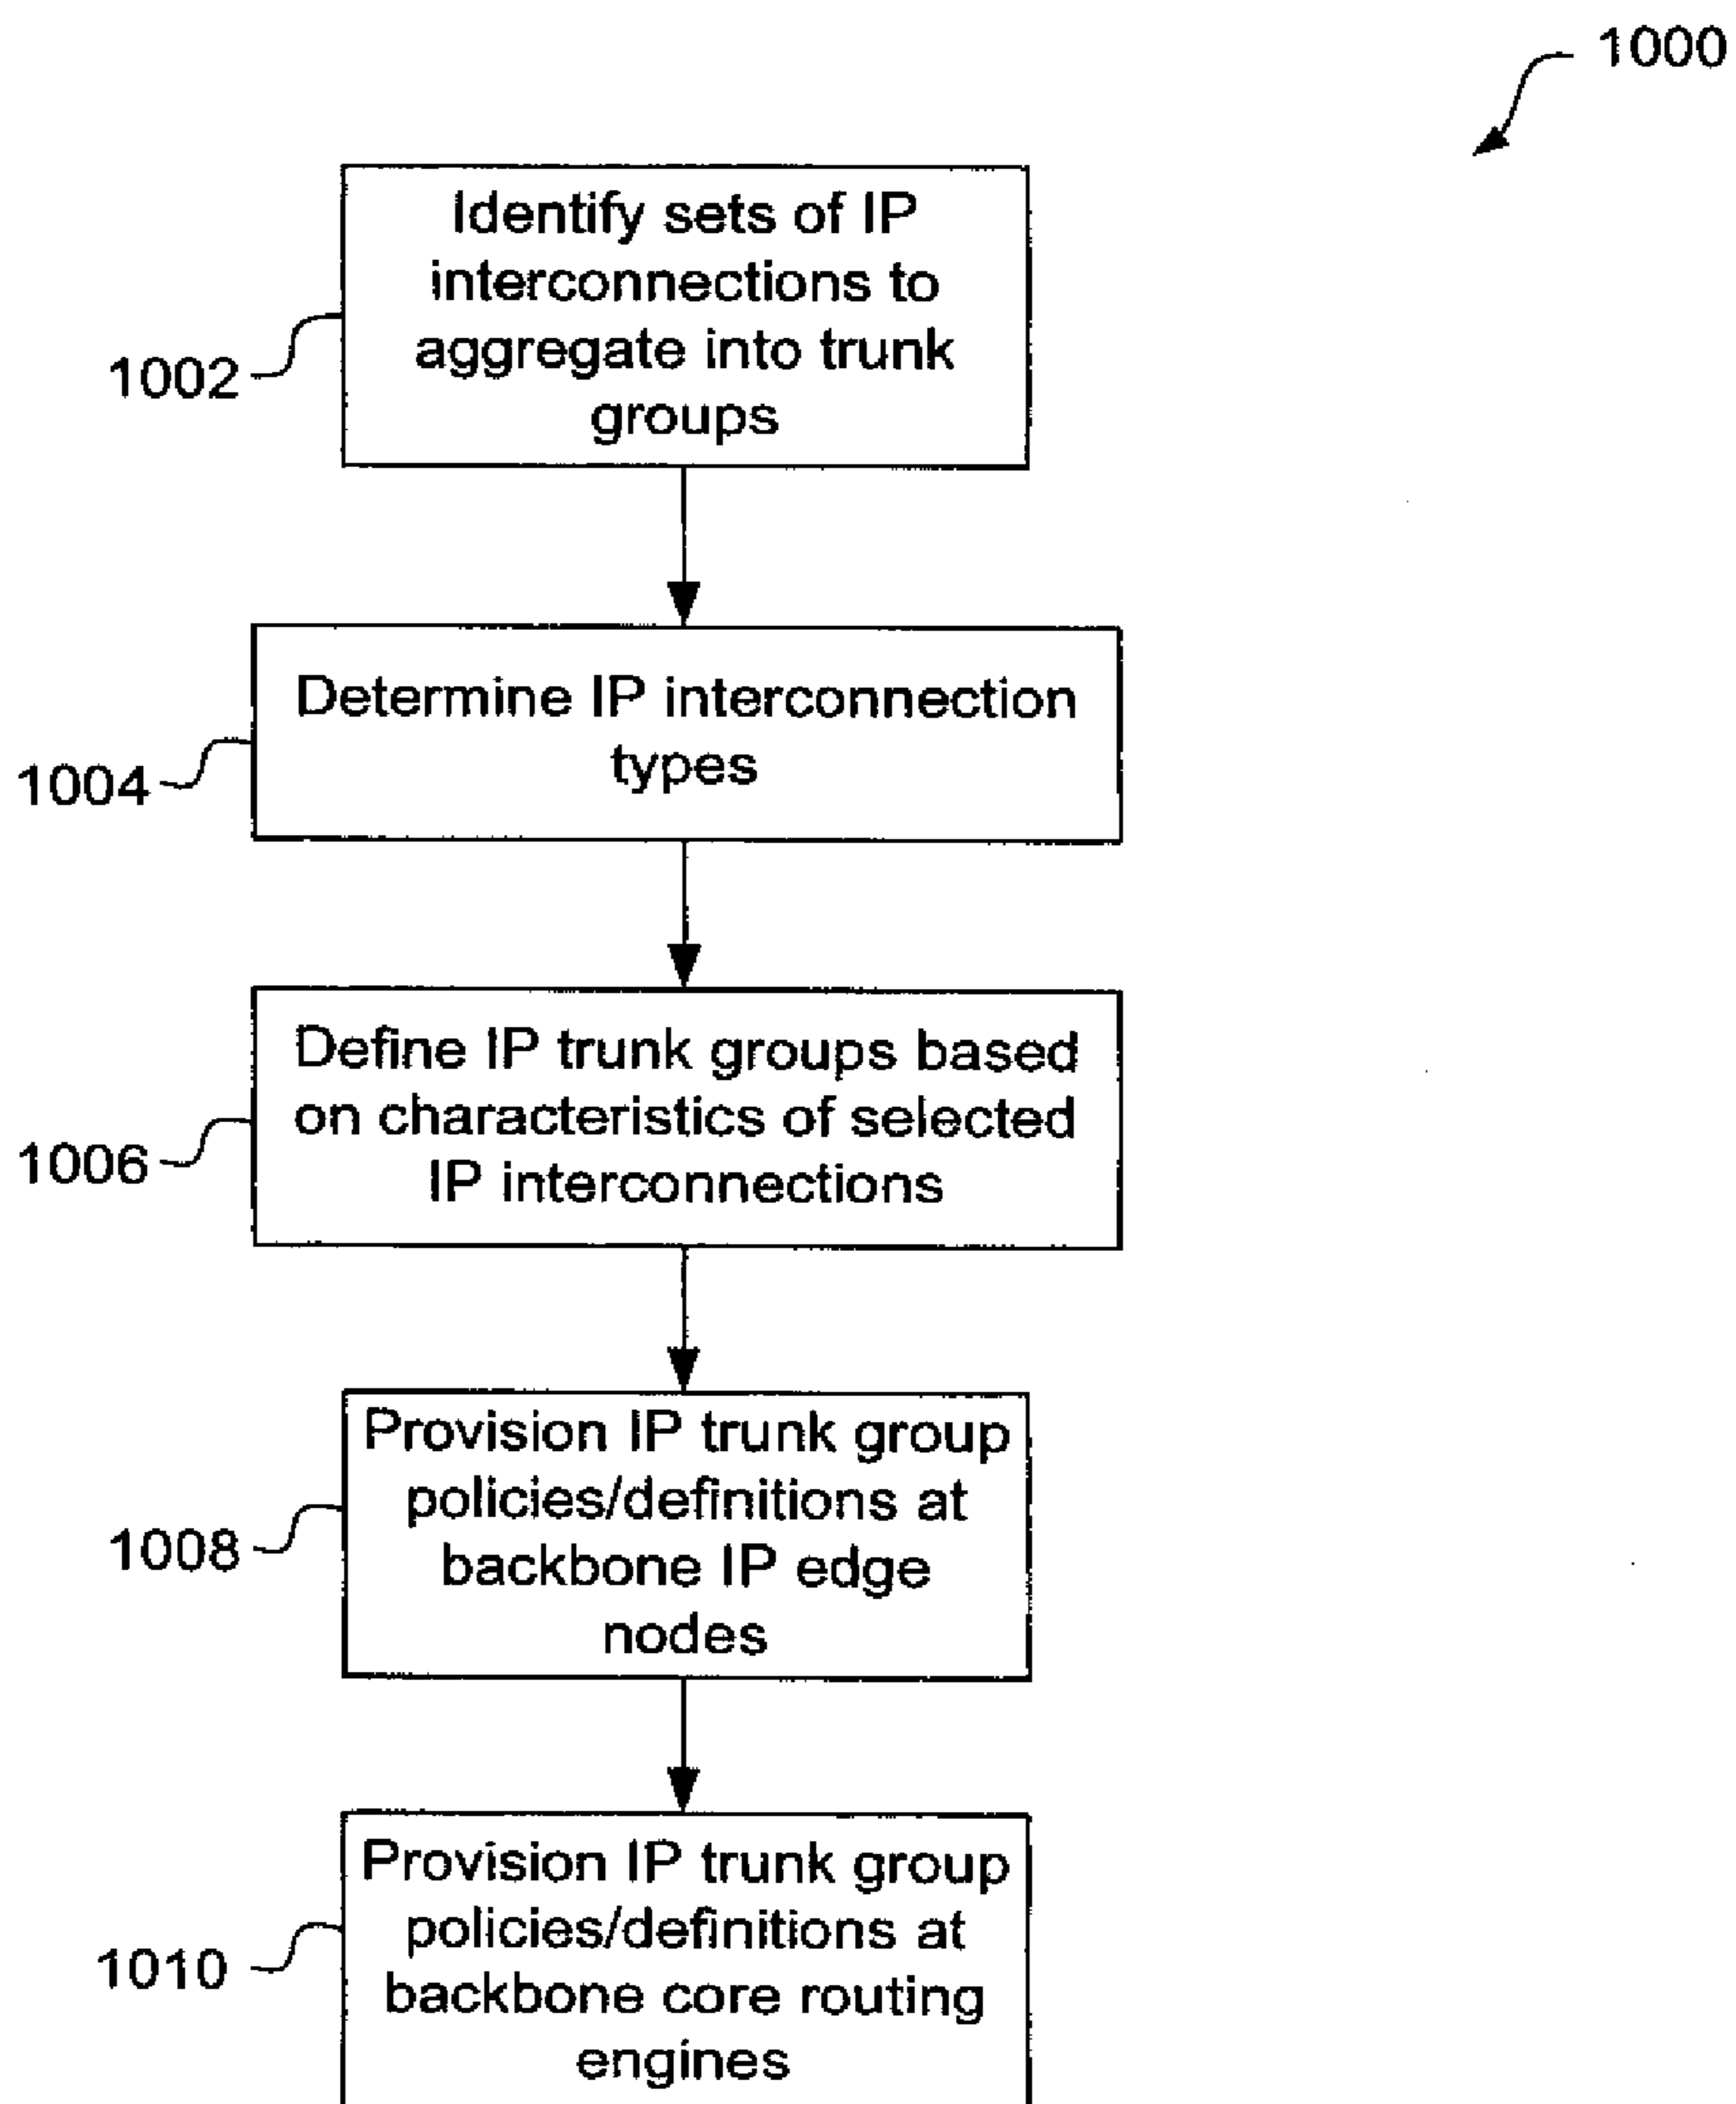 1000
Identify sets of IP
interconnections to
aggregate into trunk
groups
1002
Determine IP interconnection
types
1004
Define IP trunk groups based
on characteristics of selected
IP interconnections
1006
Provision IP trunk group
policies/definitions at
backbone IP edge
nodes
1008
Provision IP trunk group
policies/definitions at
backbone core routing
engines
1010